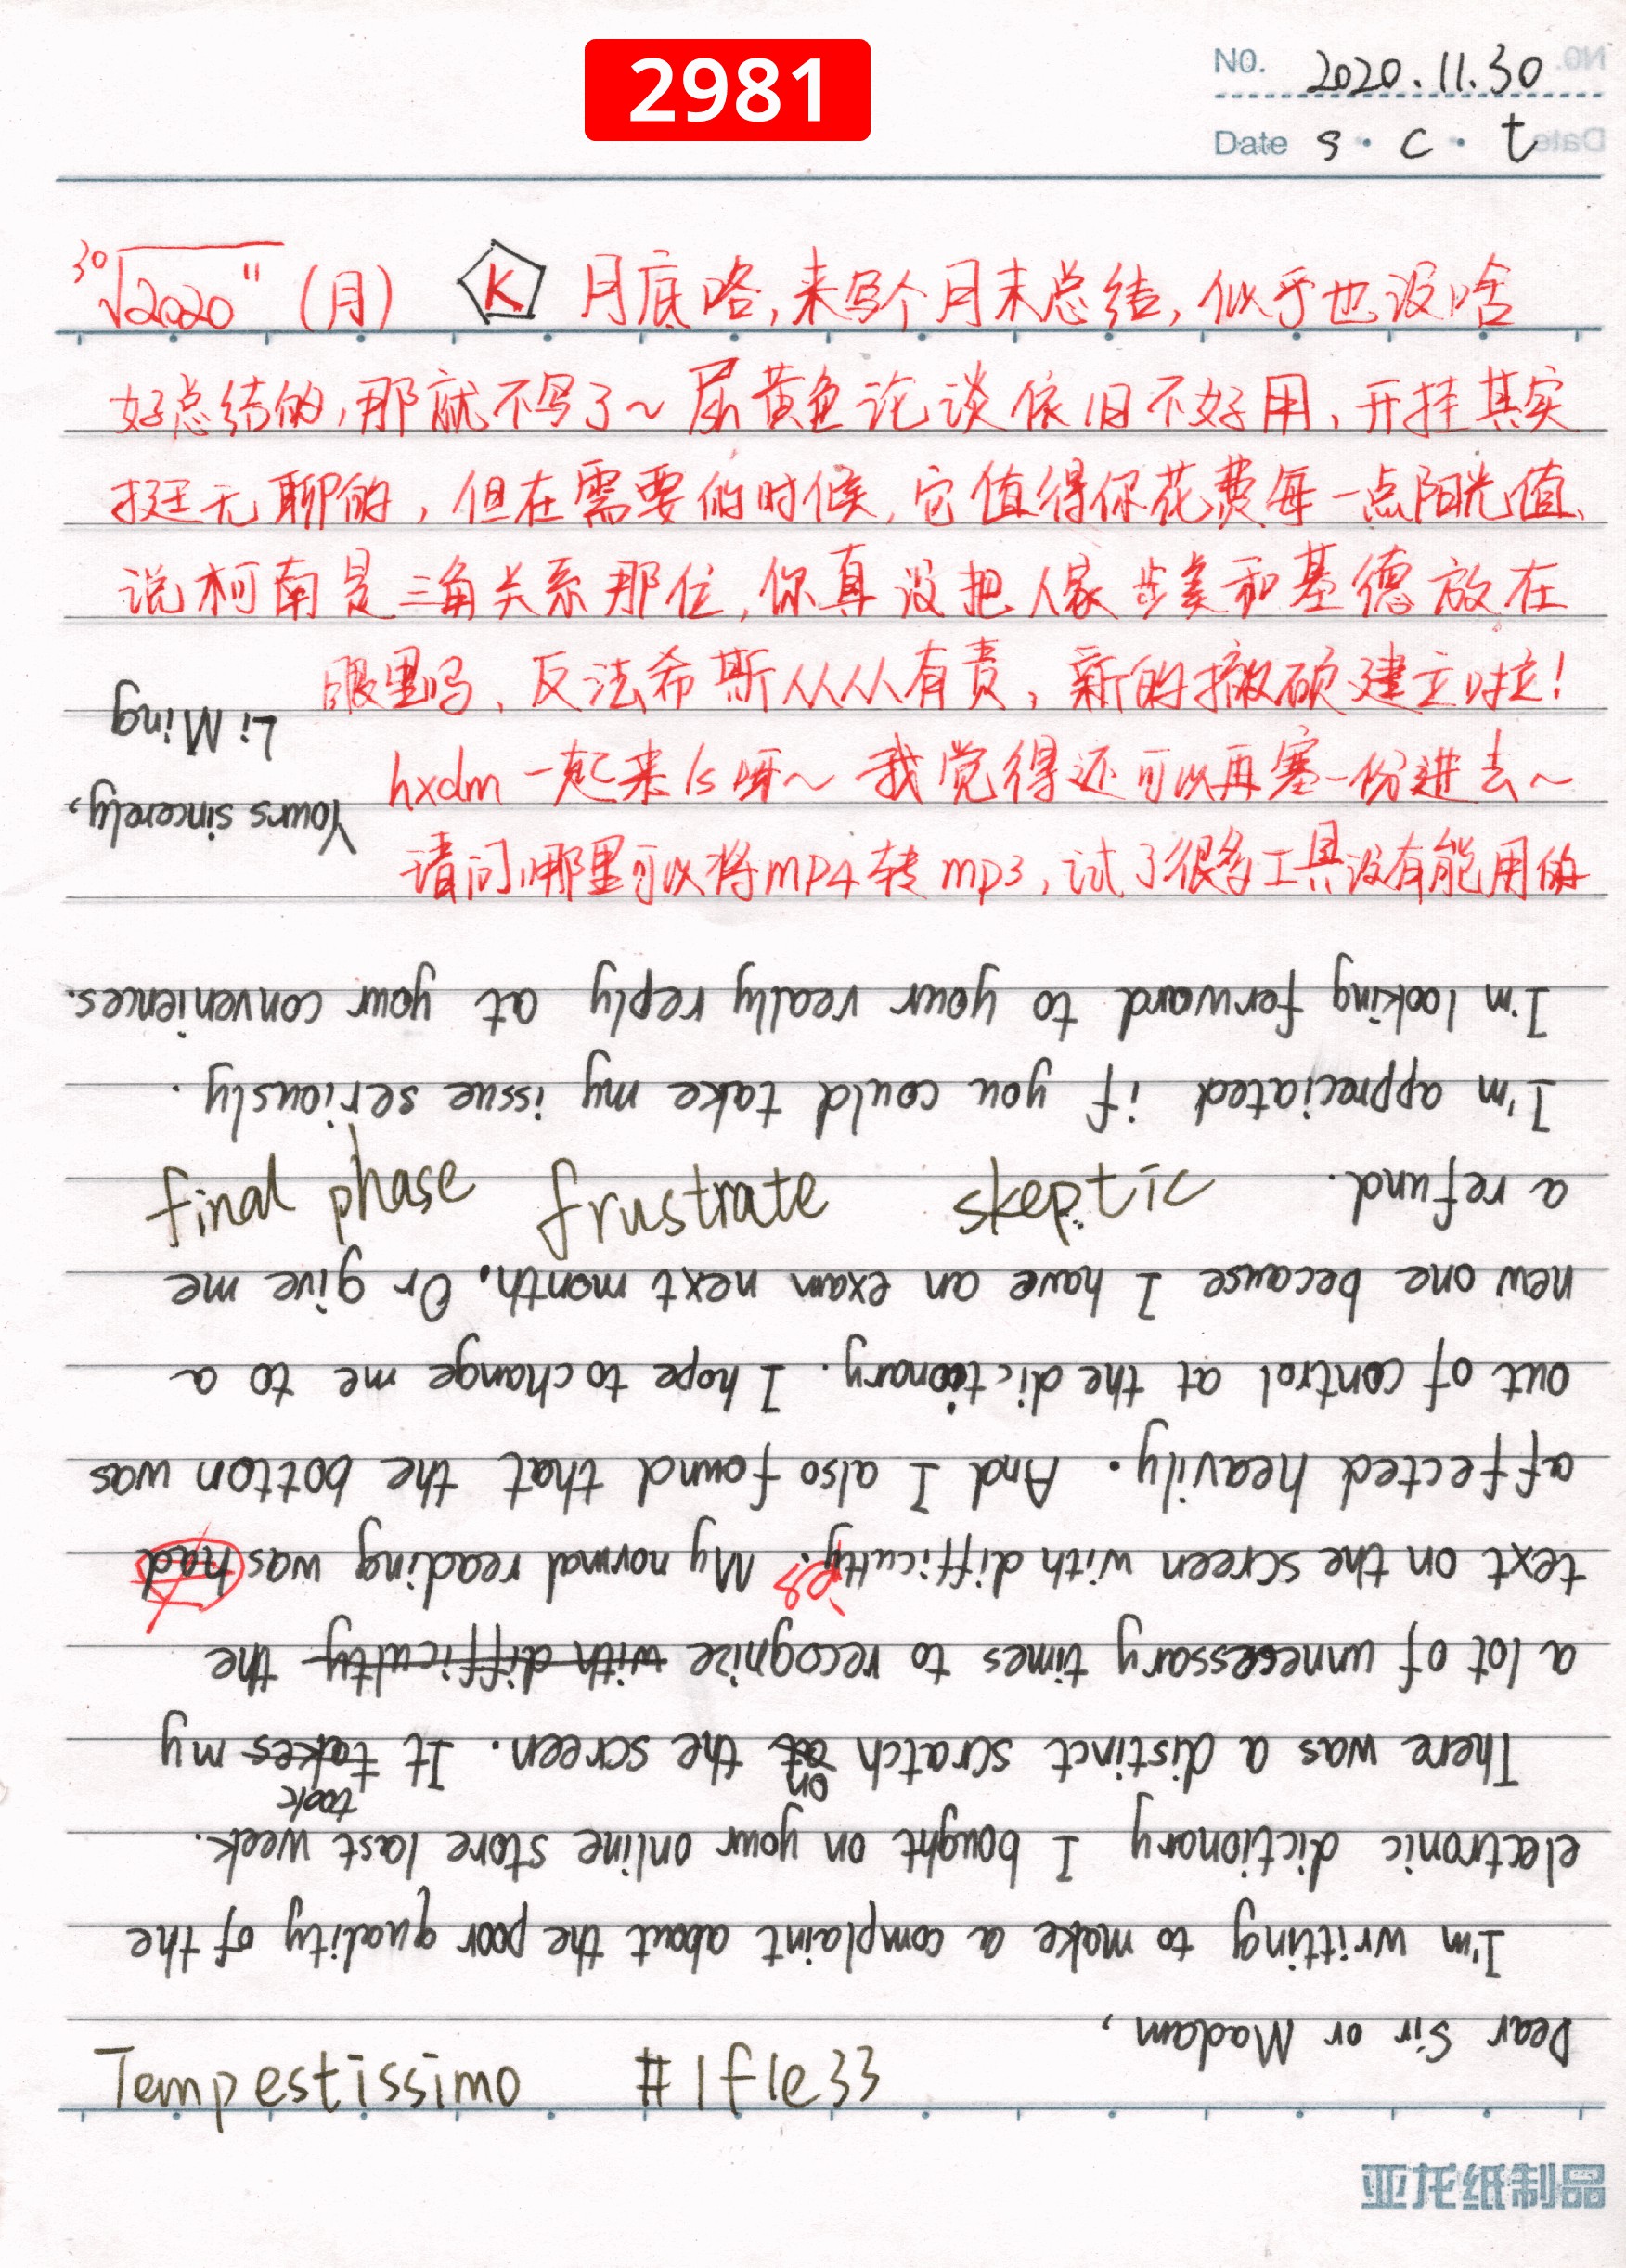 2981
N0. 2020.11.30
Date s · c · t
³⁰√2020 " (月) K 月底咯,来写个月末总结,似乎也没啥
好总结的,那就不写了~ 尿黄色论谈依旧不好用、开挂其实
挺无聊的,但在需要的时候,它值得你花费每一点阳光值、
说柯南是三角关系那位,你真没把人家步美和基德放在
眼里吗、反法希斯从从有责,新的撤硕建立啦!
hxdm一起来ls呀~ 我觉得还可以再塞一份进去~
请问哪里可以将mp4转mp3,试了很多工具没有能用的
final phase frustrate skeptic
Tempestissimo #1f1e33
Dear Sir or Madam,
I'm writting to make a complaint about the poor quality of the
electronic dictionary I bought on your online store last week.
There was a distinct scratch at on the screen. It takes took my
a lot of unnecessary times to recognize with difficulty the
text on the screen with difficulty. My normal reading was had
affected heavily. And I also found that the botton was
out of control at the dictionary. I hope to change me to a
new one because I have an exam next month. Or give me
a refund.
I'm appreciated if you could take my issue seriously.
I'm looking forward to your really reply at your conveniences.
Yours sincerely,
Li Ming
亚龙纸制品